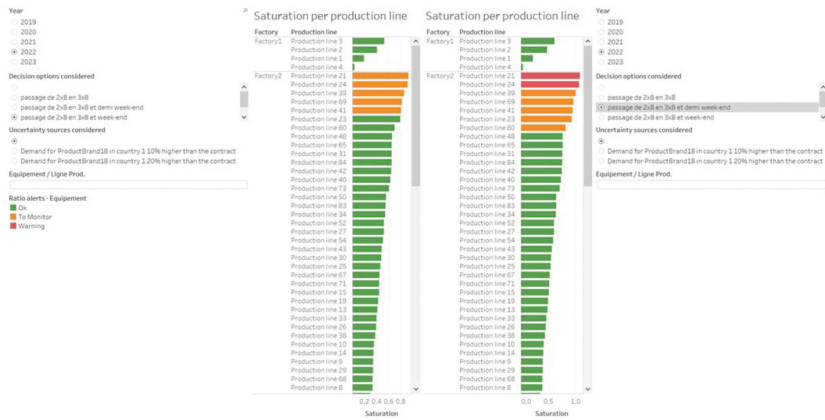 Year
2019
2020
2021
2022
2023
Decision options considered
passage de 2x8 en 3x8
passage de 2x8 en 3x8 et demi week-end
passage de 2x8 en 3x8 et week-end
Uncertainty sources considered
Demand for ProductBrand18 in country 1 10% higher than the contract
Demand for ProductBrand18 in country 1 20% higher than the contract
Equipement / Ligne Prod.
Ratio alerts - Equipement
Ok
To Monitor
Warning
Saturation per production line
Factory Production line
Factory1 Production line 3
Production line 2
Production line 1
Production line 4
Factory2 Production line 21
Production line 24
Production line 39
Production line 69
Production line 41
Production line 23
Production line 80
Production line 48
Production line 65
Production line 31
Production line 84
Production line 42
Production line 40
Production line 73
Production line 50
Production line 83
Production line 34
Production line 52
Production line 27
Production line 54
Production line 43
Production line 30
Production line 25
Production line 67
Production line 71
Production line 15
Production line 19
Production line 13
Production line 33
Production line 26
Production line 38
Production line 10
Production line 14
Production line 9
Production line 29
Production line 68
Production line 8
0,2 0,4 0,6 0,8
Saturation
Saturation per production line
Factory Production line
Factory1 Production line 3
Production line 2
Production line 1
Production line 4
Factory2 Production line 21
Production line 24
Production line 39
Production line 69
Production line 41
Production line 23
Production line 80
Production line 48
Production line 65
Production line 31
Production line 84
Production line 42
Production line 40
Production line 73
Production line 50
Production line 83
Production line 34
Production line 52
Production line 27
Production line 54
Production line 43
Production line 30
Production line 25
Production line 67
Production line 71
Production line 15
Production line 19
Production line 13
Production line 33
Production line 26
Production line 38
Production line 10
Production line 14
Production line 9
Production line 29
Production line 68
Production line 8
0,0 0,5 1,0
Saturation
Year
2019
2020
2021
2022
2023
Decision options considered
passage de 2x8 en 3x8
passage de 2x8 en 3x8 et demi week-end
passage de 2x8 en 3x8 et week-end
Uncertainty sources considered
Demand for ProductBrand18 in country 1 10% higher than the contract
Demand for ProductBrand18 in country 1 20% higher than the contract
Equipement / Ligne Prod.